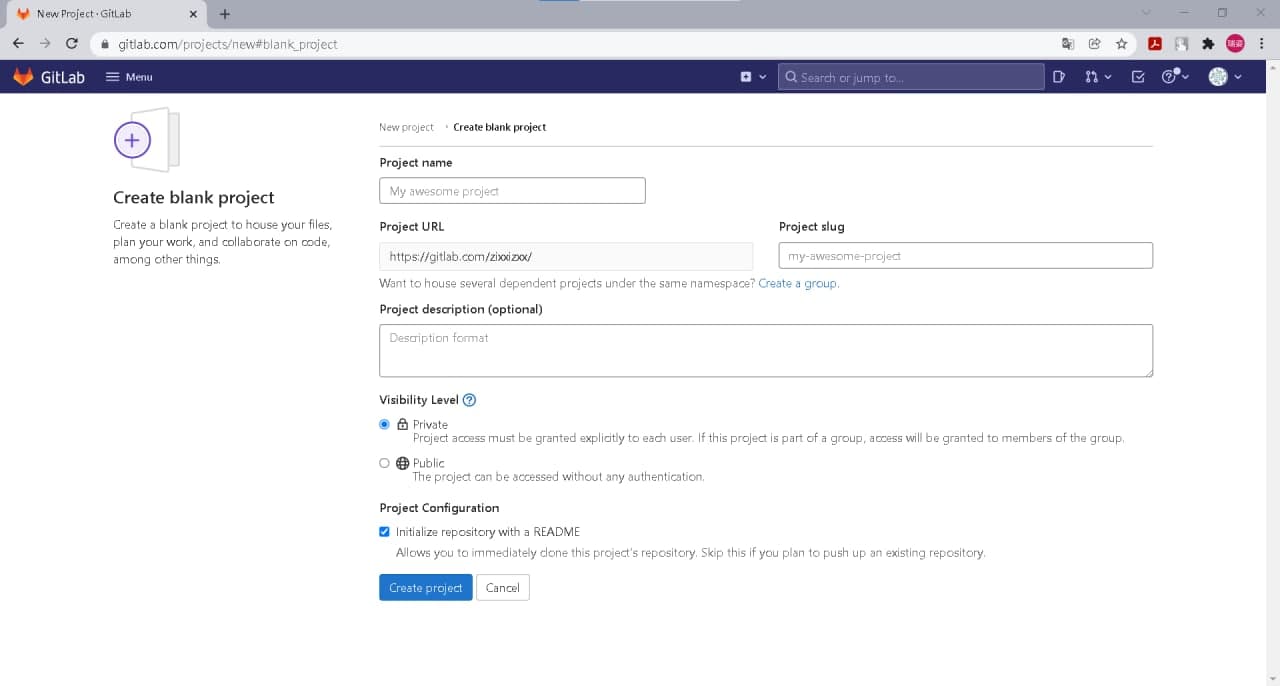 New Project · GitLab
gitlab.com/projects/new#blank_project
瑞姿
GitLab
Menu
Search or jump to...
New project › Create blank project
Create blank project
Create a blank project to house your files,
plan your work, and collaborate on code,
among other things.
Project name
My awesome project
Project URL
Project slug
https://gitlab.com/zixxizxx/
my-awesome-project
Want to house several dependent projects under the same namespace? Create a group.
Project description (optional)
Description format
Visibility Level
Private
Project access must be granted explicitly to each user. If this project is part of a group, access will be granted to members of the group.
Public
The project can be accessed without any authentication.
Project Configuration
Initialize repository with a README
Allows you to immediately clone this project's repository. Skip this if you plan to push up an existing repository.
Create project
Cancel